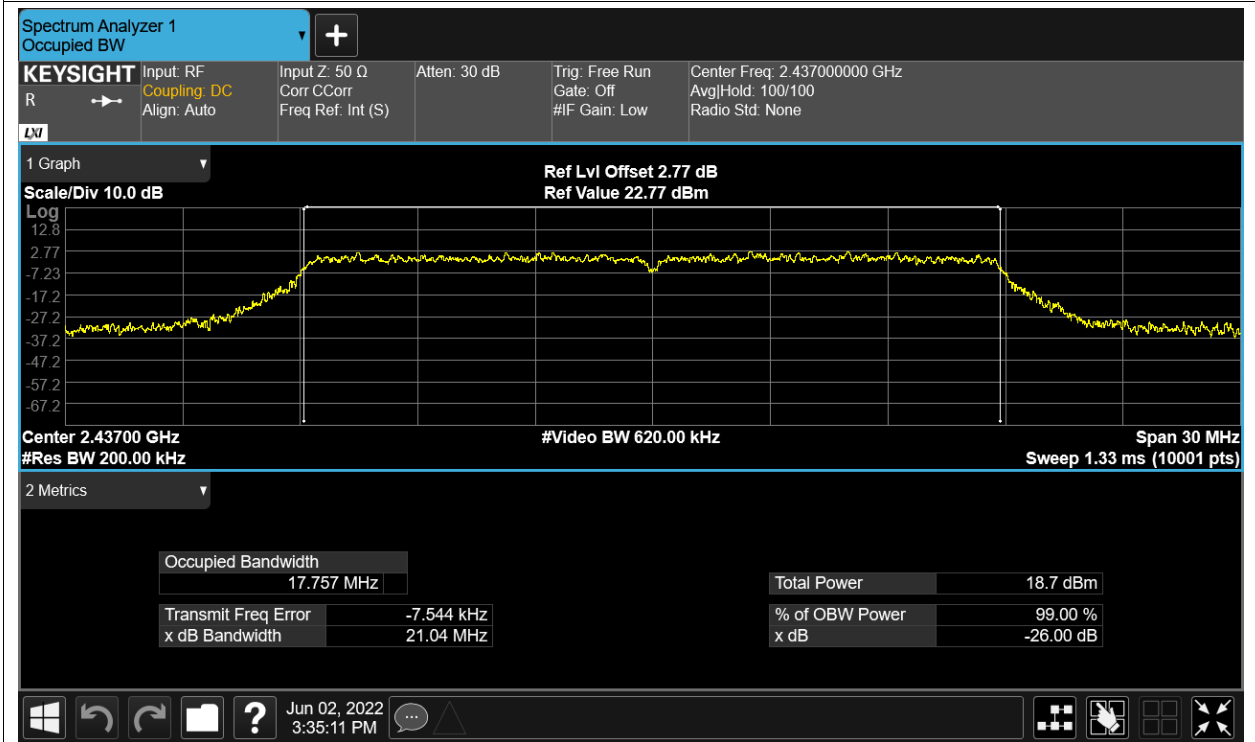 Spectrum Analyzer 1
Occupied BW
KEYSIGHT Input: RF Input Z: 50 Ω Atten: 30 dB Trig: Free Run Center Freq: 2.437000000 GHz
R Coupling: DC Corr CCorr Gate: Off Avg|Hold: 100/100
Align: Auto Freq Ref: Int (S) #IF Gain: Low Radio Std: None
LXI
1 Graph
Ref Lvl Offset 2.77 dB
Scale/Div 10.0 dB Ref Value 22.77 dBm
Log
12.8
2.77
-7.23
-17.2
-27.2
-37.2
-47.2
-57.2
-67.2
Center 2.43700 GHz #Video BW 620.00 kHz Span 30 MHz
#Res BW 200.00 kHz Sweep 1.33 ms (10001 pts)
2 Metrics
Occupied Bandwidth
17.757 MHz Total Power 18.7 dBm
Transmit Freq Error -7.544 kHz % of OBW Power 99.00 %
x dB Bandwidth 21.04 MHz x dB -26.00 dB
? Jun 02, 2022
3:35:11 PM